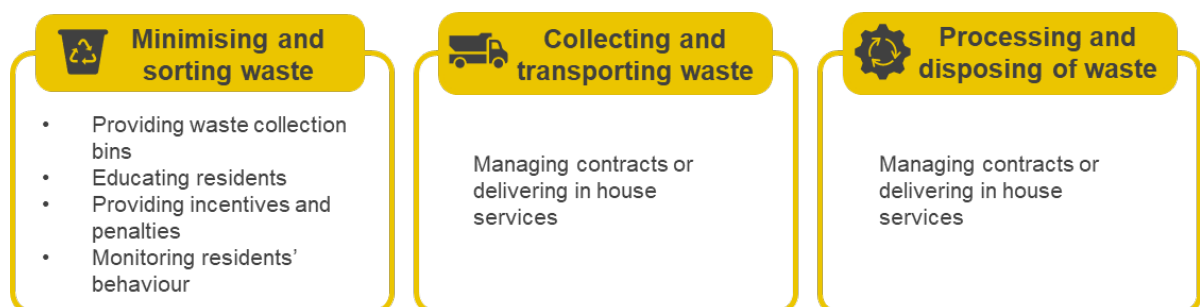 Minimising and
sorting waste
• Providing waste collection
bins
• Educating residents
• Providing incentives and
penalties
• Monitoring residents’
behaviour
Collecting and
transporting waste
Managing contracts or
delivering in house
services
Processing and
disposing of waste
Managing contracts or
delivering in house
services